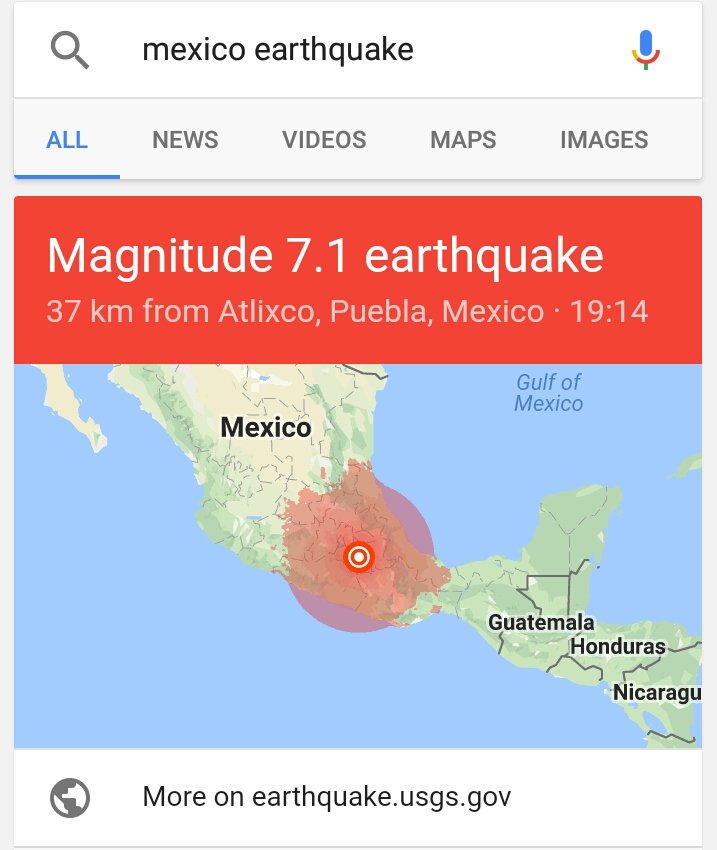 mexico earthquake
ALL NEWS VIDEOS MAPS IMAGES
Magnitude 7.1 earthquake
37 km from Atlixco, Puebla, Mexico · 19:14
Gulf of
Mexico
Mexico
Guatemala
Honduras
Nicaragu
More on earthquake.usgs.gov